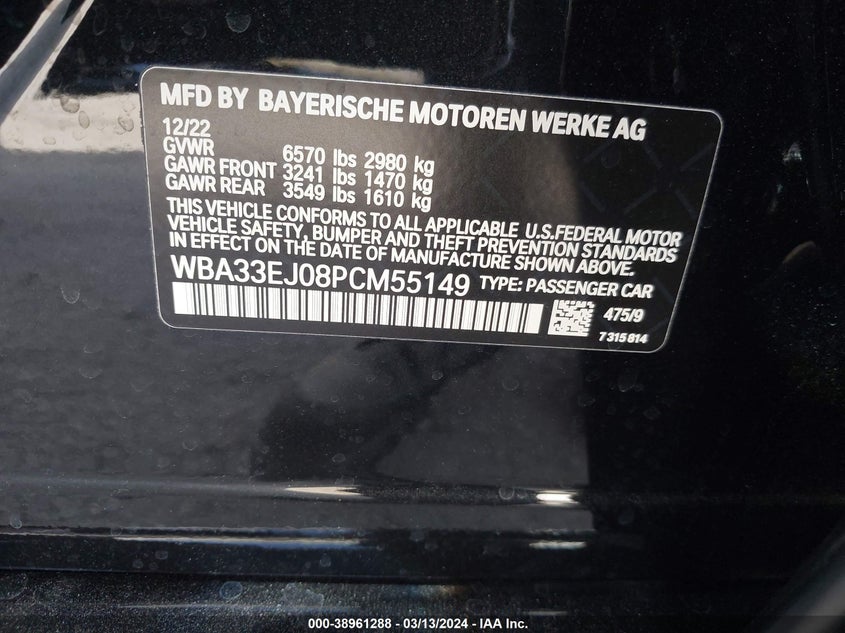 MFD BY BAYERISCHE MOTOREN WERKE AG
12/22
GVWR 6570 lbs 2980 kg
GAWR FRONT 3241 lbs 1470 kg
GAWR REAR 3549 lbs 1610 kg
THIS VEHICLE CONFORMS TO ALL APPLICABLE U.S.FEDERAL MOTOR
VEHICLE SAFETY, BUMPER AND THEFT PREVENTION STANDARDS
IN EFFECT ON THE DATE OF MANUFACTURE SHOWN ABOVE.
WBA33EJ08PCM55149 TYPE: PASSENGER CAR
475/9
7 315 814
000-38961288 — 03/13/2024 — IAA Inc.